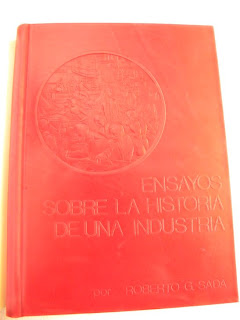 ENSAYOS
SOBRE LA HISTORIA
DE UNA INDUSTRIA
por ROBERTO G. SADA